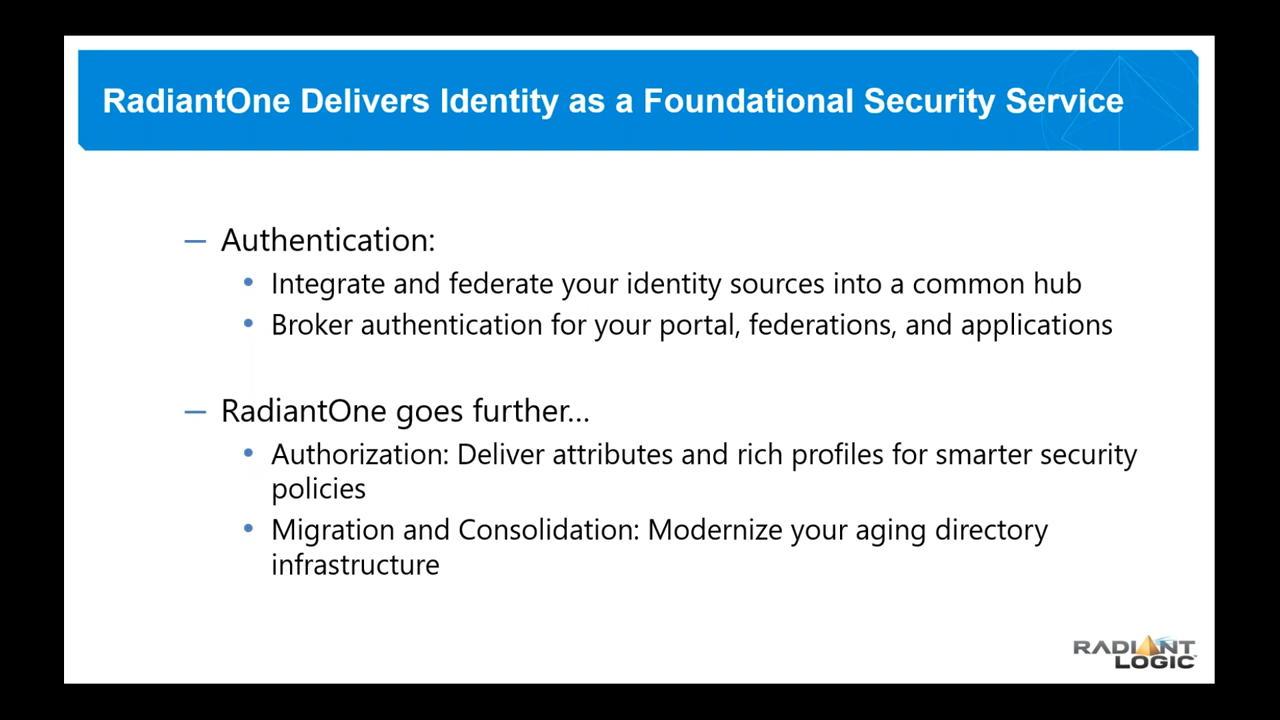 RadiantOne Delivers Identity as a Foundational Security Service
— Authentication:
• Integrate and federate your identity sources into a common hub
• Broker authentication for your portal, federations, and applications
— RadiantOne goes further…
• Authorization: Deliver attributes and rich profiles for smarter security
policies
• Migration and Consolidation: Modernize your aging directory
infrastructure
RADIANT
LOGIC